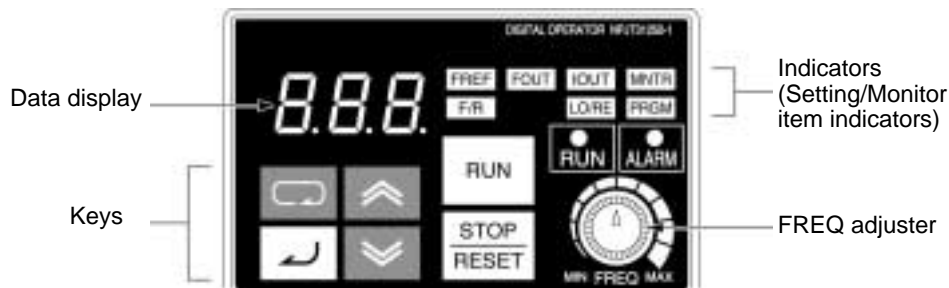 DIGITAL OPERATOR
Data display
8.8.8.
FREF FOUT IOUT MNTR
F/R LO/RE PRGM
Indicators
(Setting/Monitor
item indicators)
RUN ALARM
Keys
RUN
STOP
RESET
FREQ adjuster
MIN FREQ MAX